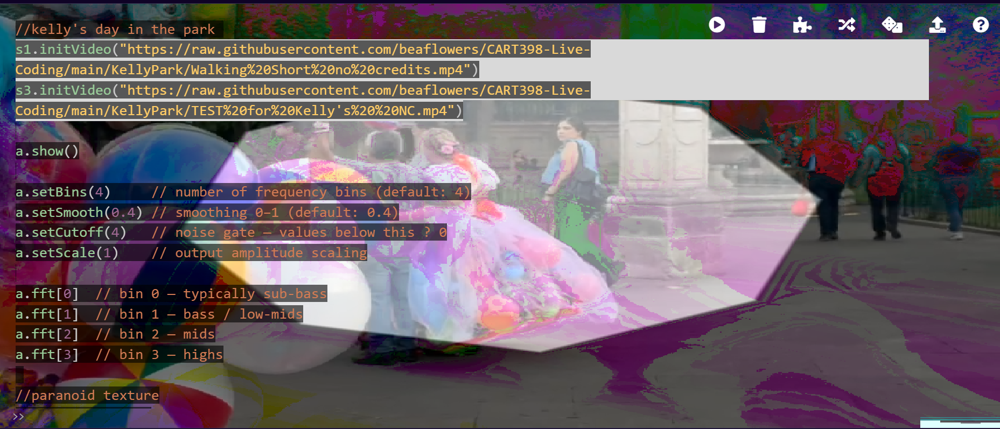 //kelly's day in the park
s1.initVideo("https://raw.githubusercontent.com/beaflowers/CART398-Live-
Coding/main/KellyPark/Walking%20Short%20no%20credits.mp4")
s3.initVideo("https://raw.githubusercontent.com/beaflowers/CART398-Live-
Coding/main/KellyPark/TEST%20for%20Kelly's%20%20NC.mp4")
a.show()
a.setBins(4)     // number of frequency bins (default: 4)
a.setSmooth(0.4) // smoothing 0–1 (default: 0.4)
a.setCutoff(4)   // noise gate — values below this ? 0
a.setScale(1)    // output amplitude scaling
a.fft[0]  // bin 0 — typically sub-bass
a.fft[1]  // bin 1 — bass / low-mids
a.fft[2]  // bin 2 — mids
a.fft[3]  // bin 3 — highs
//paranoid texture
>>